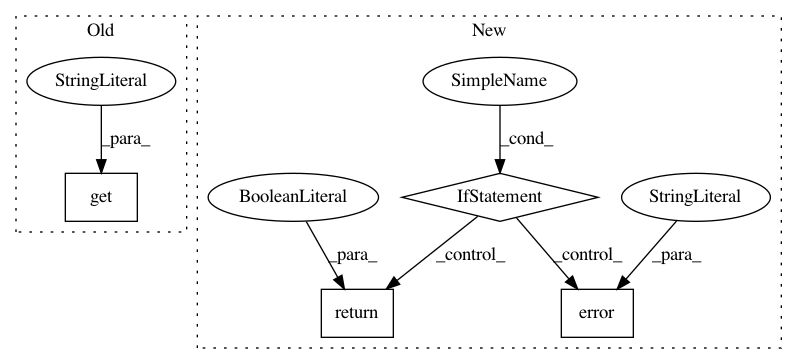 Old
New
StringLiteral
SimpleName
_para_
_cond_
get
BooleanLiteral
IfStatement
StringLiteral
_para_
_control_
_control_
_para_
return
error